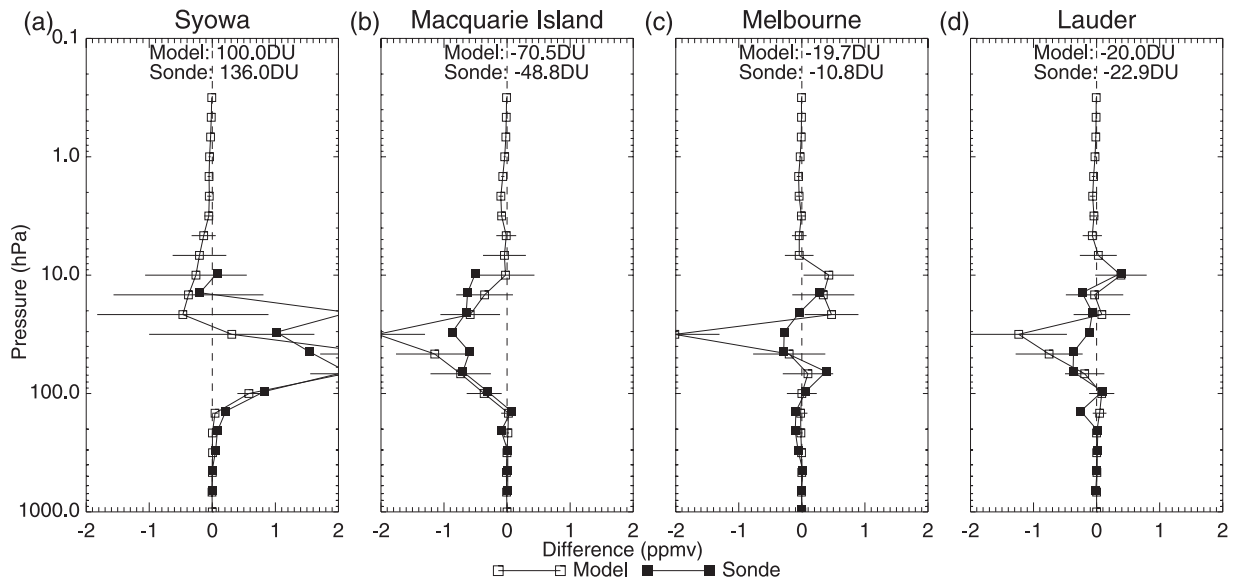 (a) Syowa
(b) Macquarie Island
(c) Melbourne
(d) Lauder
Model: 100.0DU
Sonde: 136.0DU
Model: -70.5DU
Sonde: -48.8DU
Model: -19.7DU
Sonde: -10.8DU
Model: -20.0DU
Sonde: -22.9DU
Pressure (hPa)
0.1
1.0
10.0
100.0
1000.0
-2 -1 0 1 2
-2 -1 0 1 2
-2 -1 0 1 2
-2 -1 0 1 2
Difference (ppmv)
Model Sonde